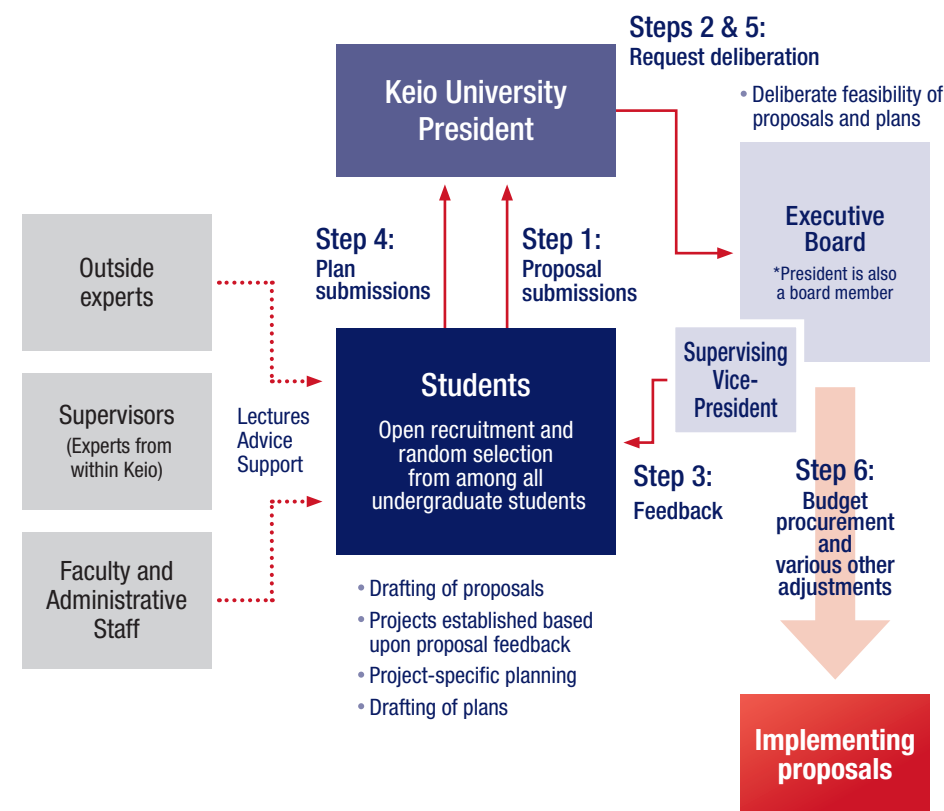 Steps 2 & 5:
Request deliberation
• Deliberate feasibility of
proposals and plans
Keio University
President
Executive
Board
*President is also
a board member
Step 4:
Plan
submissions
Step 1:
Proposal
submissions
Outside
experts
Supervisors
(Experts from
within Keio)
Faculty and
Administrative
Staff
Lectures
Advice
Support
Students
Open recruitment and
random selection
from among all
undergraduate students
Supervising
Vice-
President
Step 3:
Feedback
Step 6:
Budget
procurement
and
various other
adjustments
• Drafting of proposals
• Projects established based
upon proposal feedback
• Project-specific planning
• Drafting of plans
Implementing
proposals